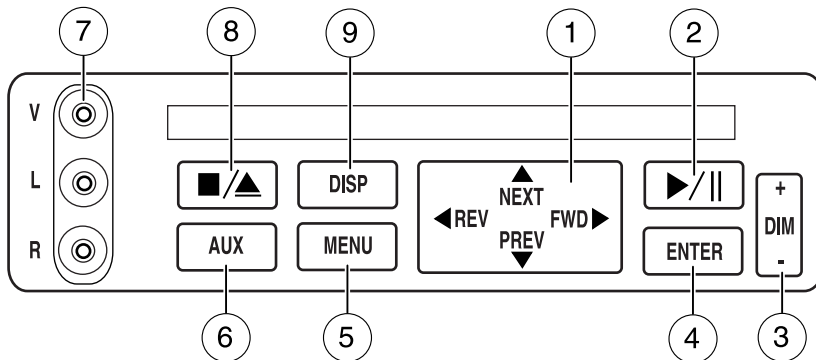 7 8 9 1 2
V
L
R
■/▲ DISP
AUX MENU
▲
NEXT
◀REV FWD▶
PREV
▼
▶/||
ENTER
+
DIM
-
6 5 4 3